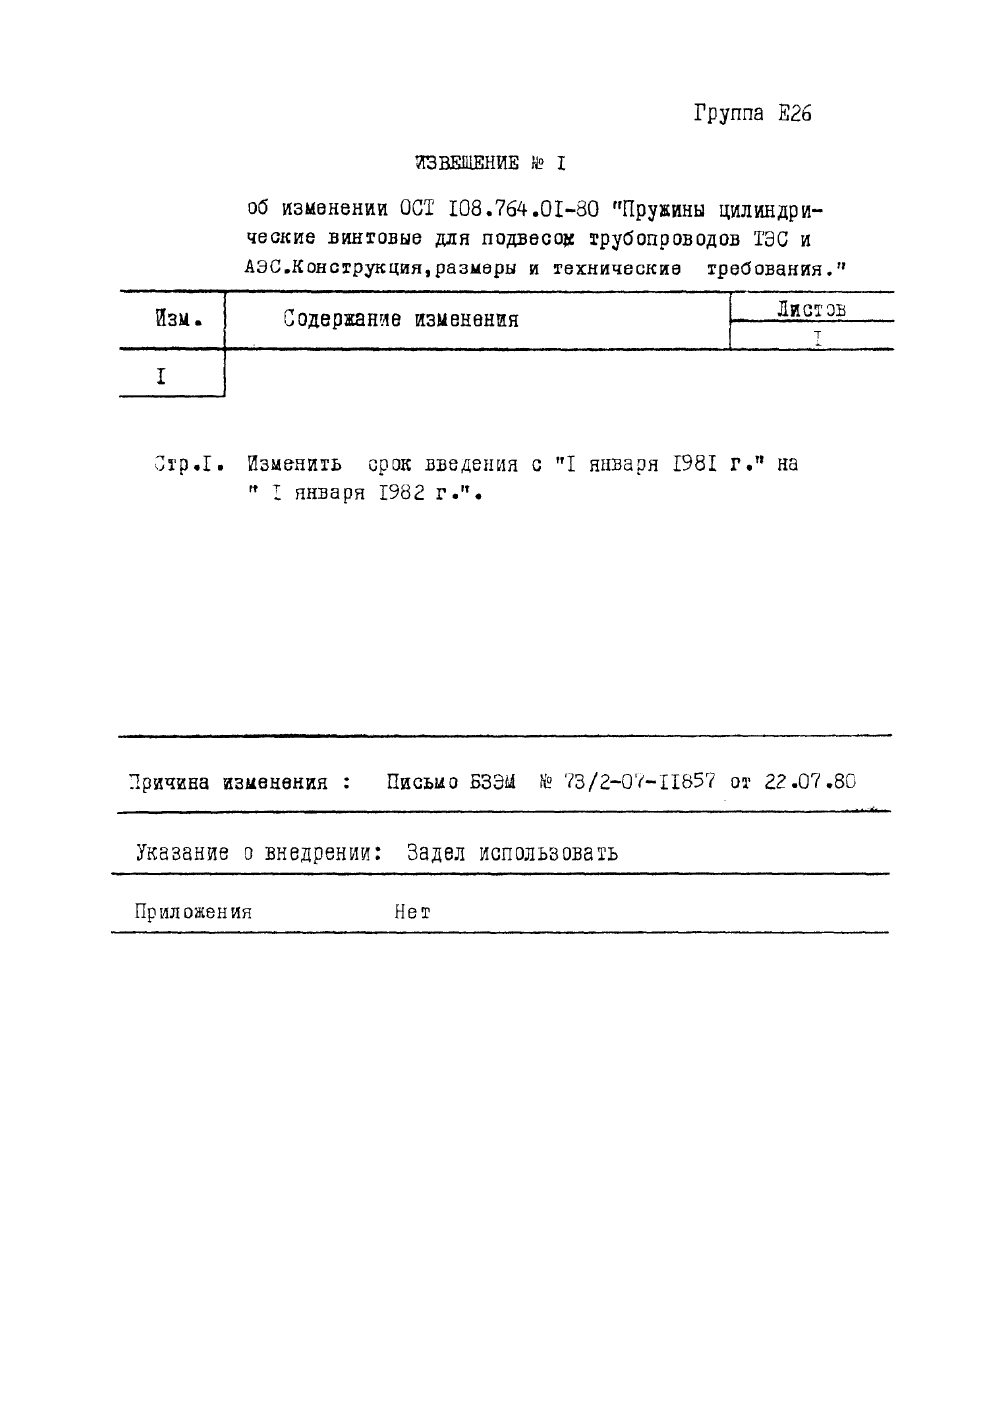 Группа Е26
ИЗВЕЩЕНИЕ № I
об изменении ОСТ I08.764.0I-80 "Пружины цилиндри-
ческие винтовые для подвесок трубопроводов ТЭС и
АЭС.Конструкция,размеры и технические требования."
Изм. Содержание изменения Листов
I
I
Стр.I. Изменить срок введения с "I января I98I г." на
" I января I982 г.".
Причина изменения : Письмо БЗЭМ № 73/2-07-II857 от 22.07.80
Указание о внедрении: Задел использовать
Приложения Нет